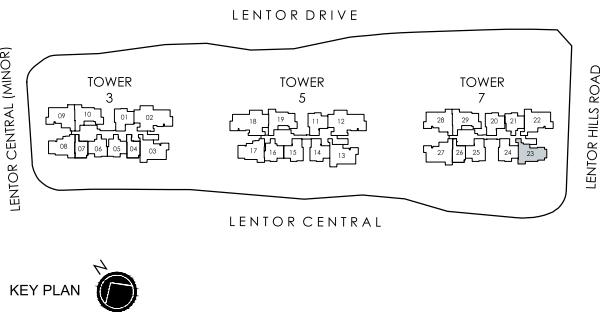 LENTOR DRIVE
LENTOR CENTRAL (MINOR)
TOWER
3
TOWER
5
TOWER
7
LENTOR HILLS ROAD
09 10 01 02
08 07 06 05 04 03
18 19 11 12
17 16 15 14 13
28 29 20 21 22
27 26 25 24 23
LENTOR CENTRAL
N
KEY PLAN